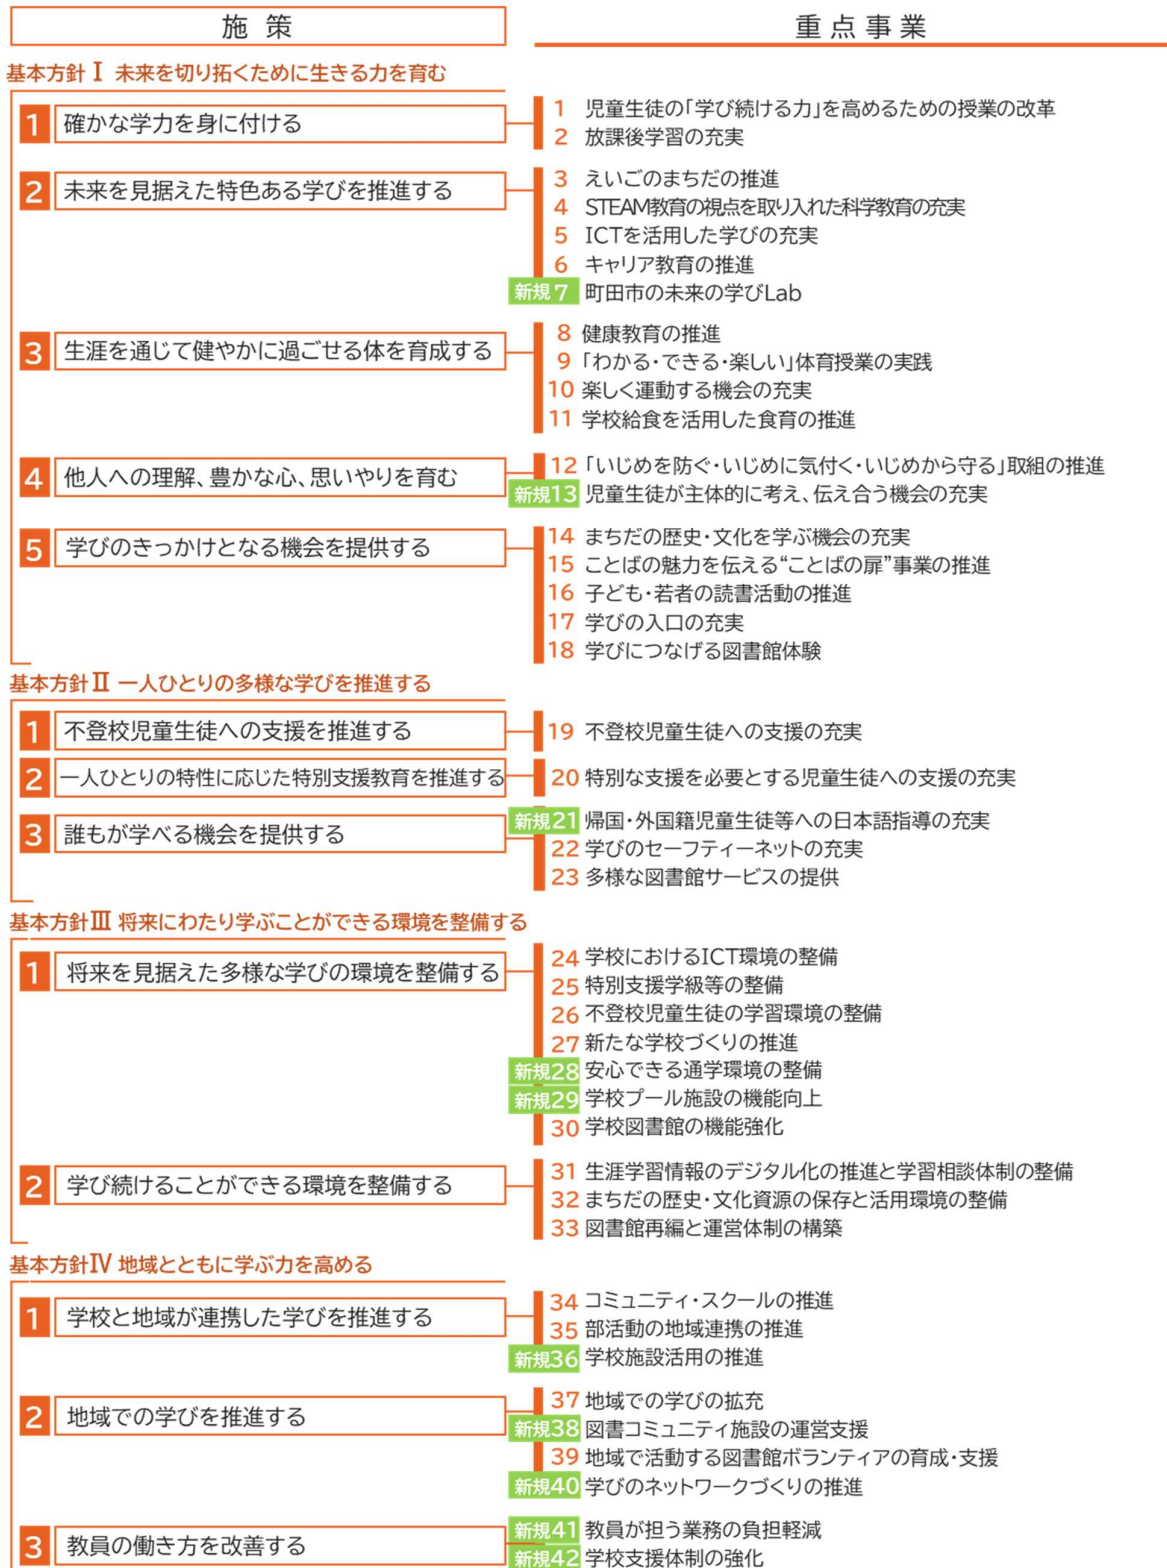 施策
重点事業
基本方針Ⅰ 未来を切り拓くために生きる力を育む
1 確かな学力を身に付ける
1 児童生徒の「学び続ける力」を高めるための授業の改革
2 放課後学習の充実
2 未来を見据えた特色ある学びを推進する
3 えいごのまちだの推進
4 STEAM教育の視点を取り入れた科学教育の充実
5 ICTを活用した学びの充実
6 キャリア教育の推進
新規7 町田市の未来の学びLab
3 生涯を通じて健やかに過ごせる体を育成する
8 健康教育の推進
9 「わかる・できる・楽しい」体育授業の実践
10 楽しく運動する機会の充実
11 学校給食を活用した食育の推進
4 他人への理解、豊かな心、思いやりを育む
12 「いじめを防ぐ・いじめに気付く・いじめから守る」取組の推進
新規13 児童生徒が主体的に考え、伝え合う機会の充実
5 学びのきっかけとなる機会を提供する
14 まちだの歴史・文化を学ぶ機会の充実
15 ことばの魅力を伝える“ことばの扉”事業の推進
16 子ども・若者の読書活動の推進
17 学びの入口の充実
18 学びにつなげる図書館体験
基本方針Ⅱ 一人ひとりの多様な学びを推進する
1 不登校児童生徒への支援を推進する
19 不登校児童生徒への支援の充実
2 一人ひとりの特性に応じた特別支援教育を推進する
20 特別な支援を必要とする児童生徒への支援の充実
3 誰もが学べる機会を提供する
新規21 帰国・外国籍児童生徒等への日本語指導の充実
22 学びのセーフティーネットの充実
23 多様な図書館サービスの提供
基本方針Ⅲ 将来にわたり学ぶことができる環境を整備する
1 将来を見据えた多様な学びの環境を整備する
24 学校におけるICT環境の整備
25 特別支援学級等の整備
26 不登校児童生徒の学習環境の整備
27 新たな学校づくりの推進
新規28 安心できる通学環境の整備
新規29 学校プール施設の機能向上
30 学校図書館の機能強化
2 学び続けることができる環境を整備する
31 生涯学習情報のデジタル化の推進と学習相談体制の整備
32 まちだの歴史・文化資源の保存と活用環境の整備
33 図書館再編と運営体制の構築
基本方針Ⅳ 地域とともに学ぶ力を高める
1 学校と地域が連携した学びを推進する
34 コミュニティ・スクールの推進
35 部活動の地域連携の推進
新規36 学校施設活用の推進
2 地域での学びを推進する
37 地域での学びの拡充
新規38 図書コミュニティ施設の運営支援
39 地域で活動する図書館ボランティアの育成・支援
新規40 学びのネットワークづくりの推進
3 教員の働き方を改善する
新規41 教員が担う業務の負担軽減
新規42 学校支援体制の強化